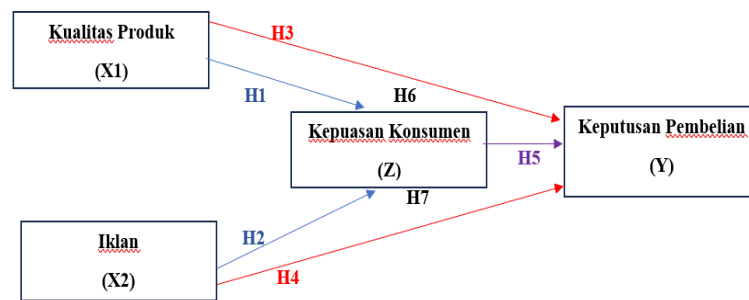 Kualitas Produk
(X1)
H3
H1
H6
Kepuasan Konsumen
(Z)
H5
Keputusan Pembelian
(Y)
H7
Iklan
(X2)
H2
H4